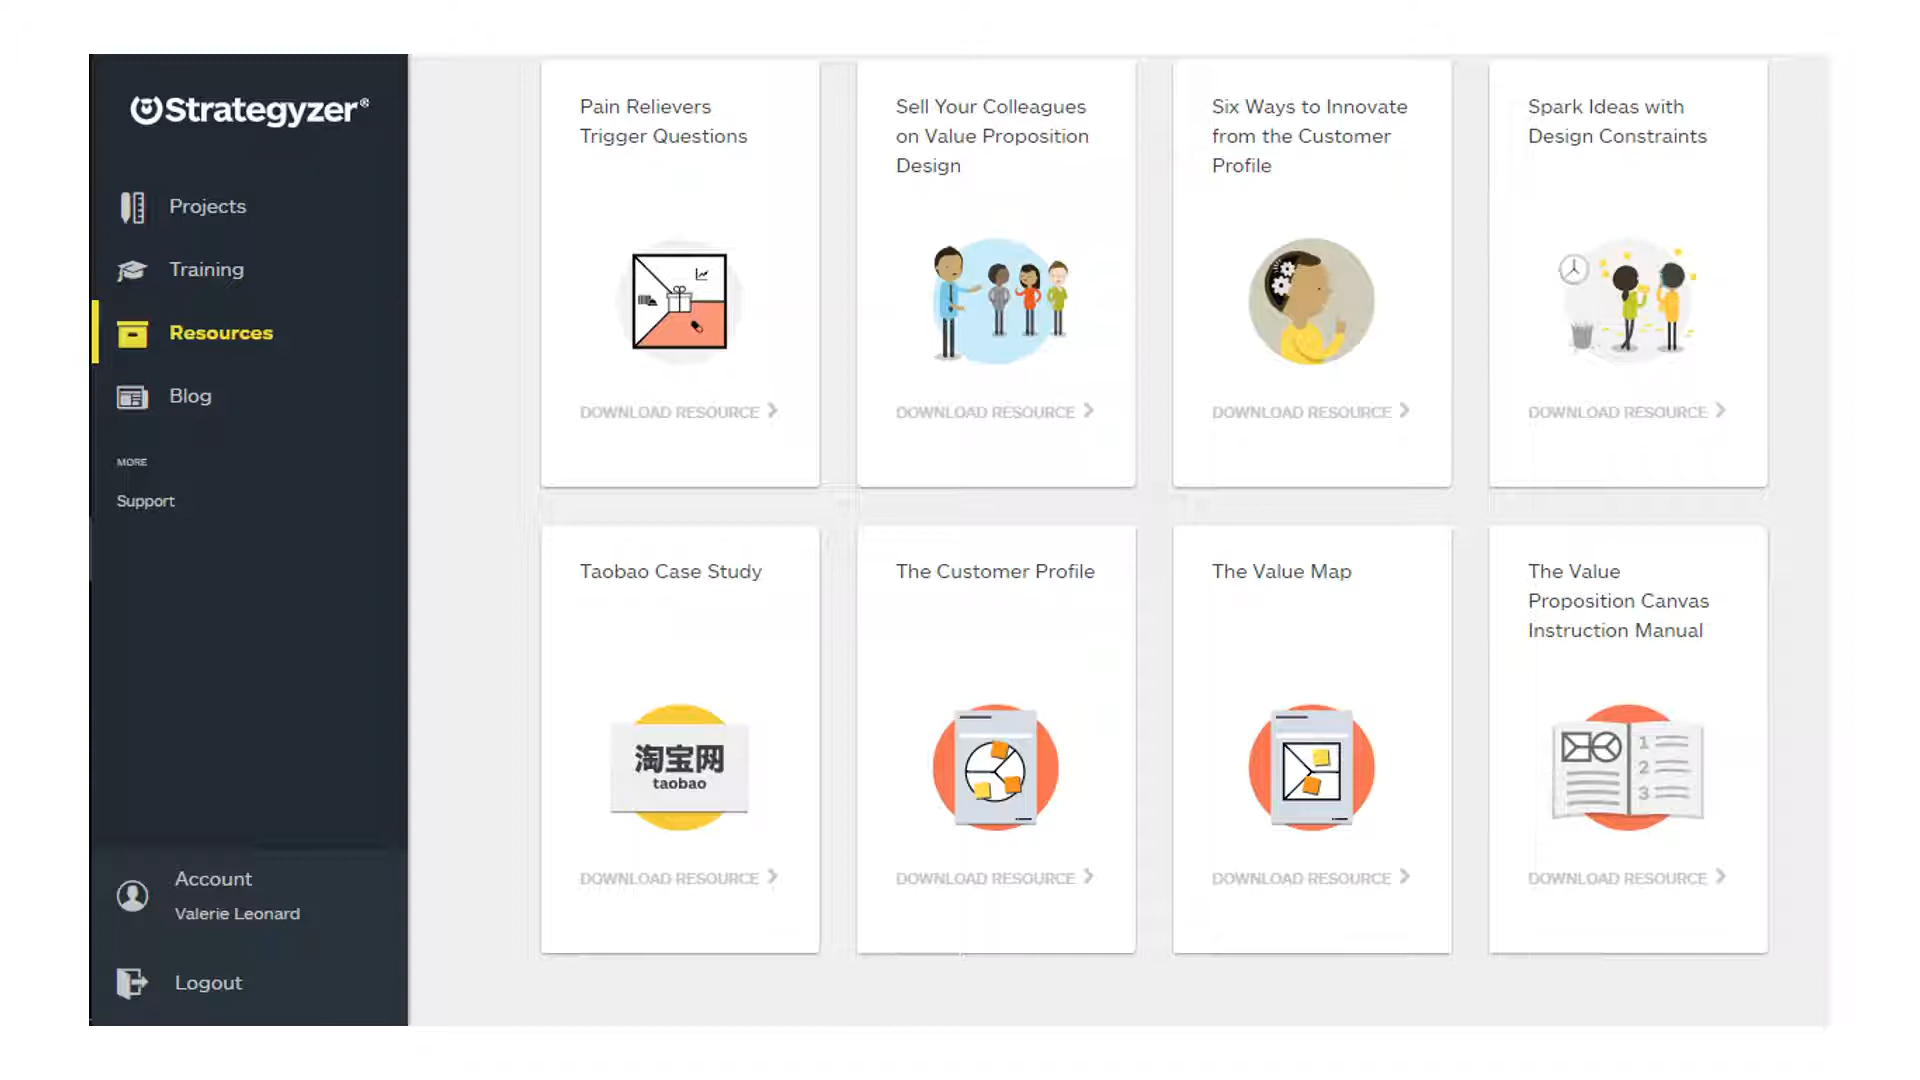 Strategyzer®
Projects
Training
Resources
Blog
MORE
Support
Account
Valerie Leonard
Logout
Pain Relievers
Trigger Questions
DOWNLOAD RESOURCE
Sell Your Colleagues
on Value Proposition
Design
DOWNLOAD RESOURCE
Six Ways to Innovate
from the Customer
Profile
DOWNLOAD RESOURCE
Spark Ideas with
Design Constraints
DOWNLOAD RESOURCE
Taobao Case Study
淘宝网
taobao
DOWNLOAD RESOURCE
The Customer Profile
DOWNLOAD RESOURCE
The Value Map
DOWNLOAD RESOURCE
The Value
Proposition Canvas
Instruction Manual
1
2
3
DOWNLOAD RESOURCE